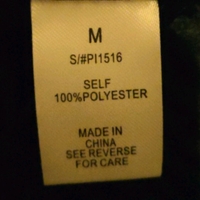 M
S/#PI1516
SELF
100%POLYESTER
MADE IN
CHINA
SEE REVERSE
FOR CARE